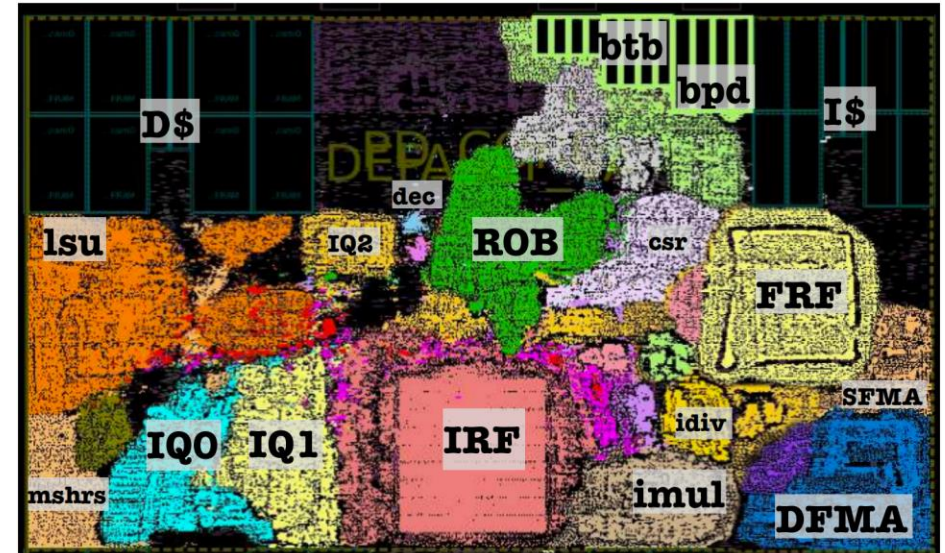 btb
bpd
D$
I$
dec
lsu
IQ2
ROB
csr
FRF
SFMA
idiv
IQ0
IQ1
IRF
mshrs
imul
DFMA